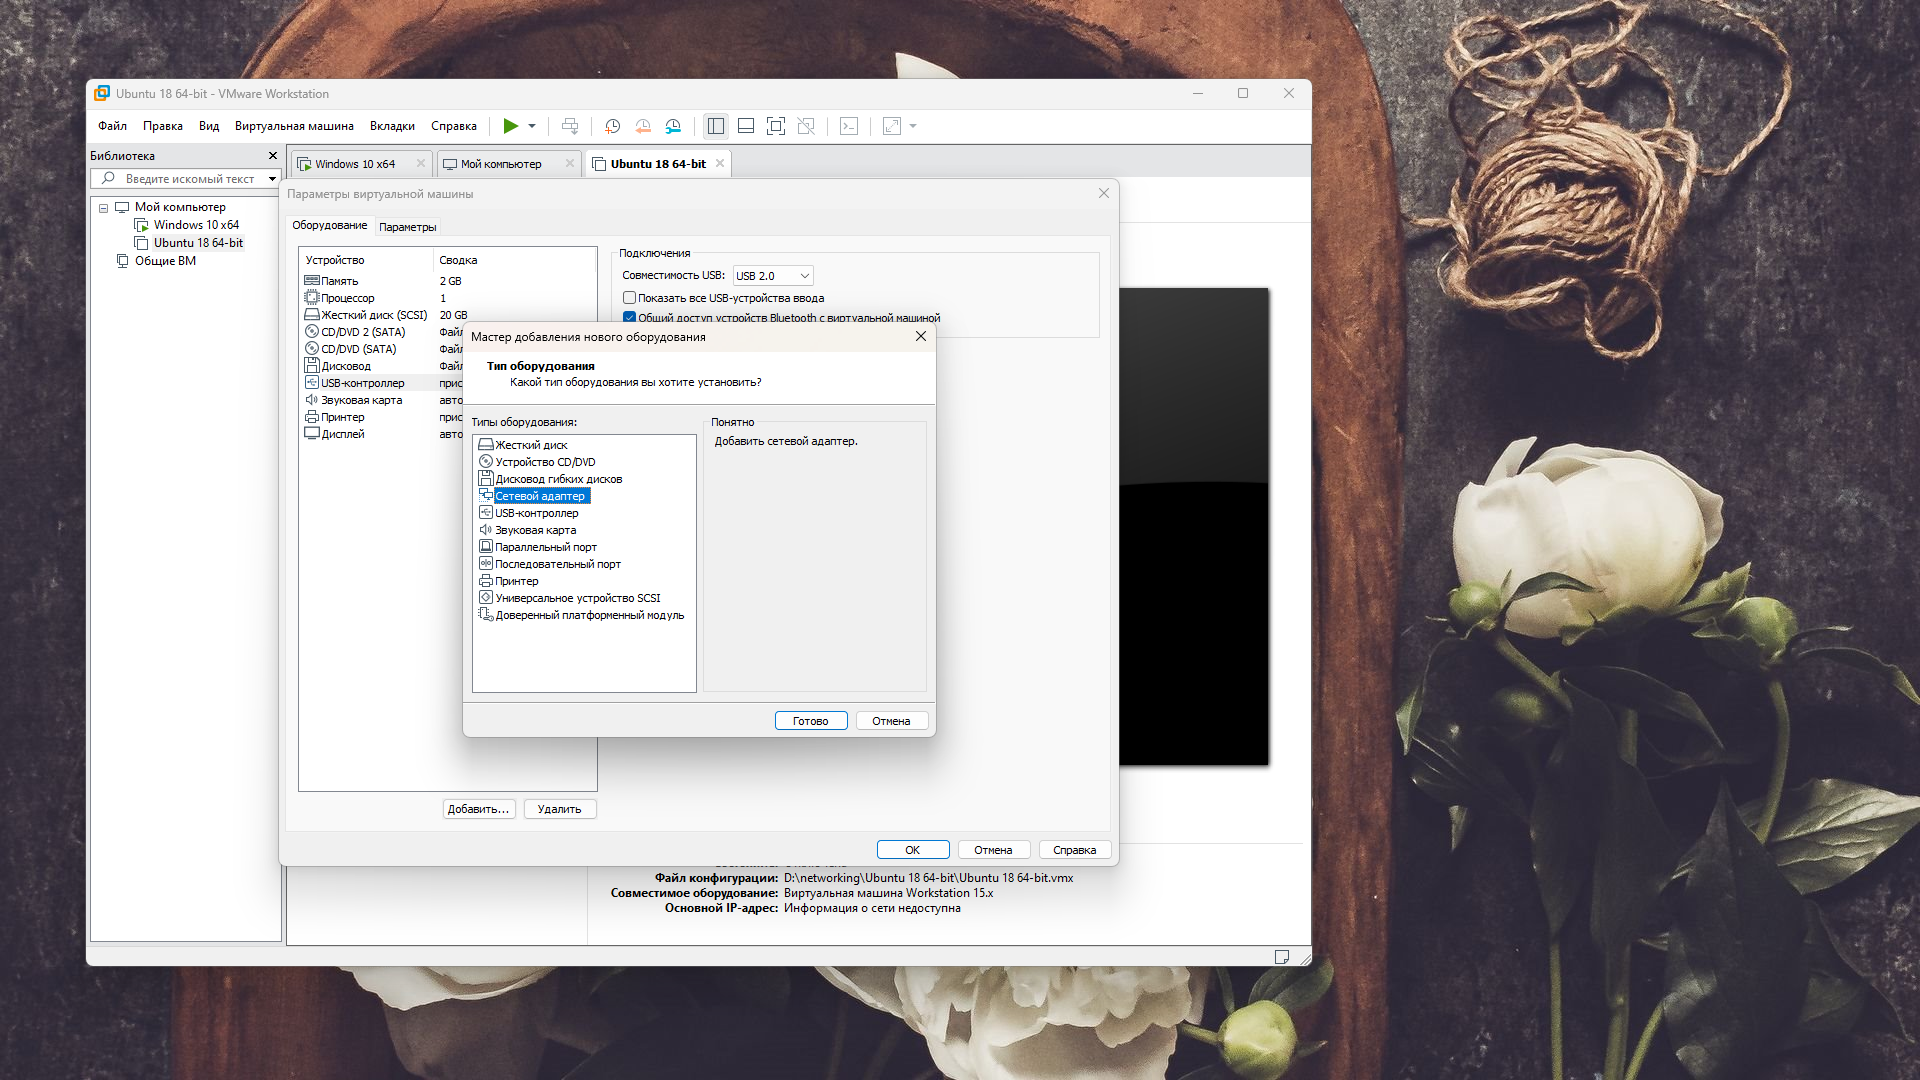 Ubuntu 18 64-bit - VMware Workstation
Файл Правка Вид Виртуальная машина Вкладки Справка
Библиотека
Введите искомый текст
Мой компьютер
Windows 10 x64
Ubuntu 18 64-bit
Общие ВМ
Windows 10 x64 Мой компьютер Ubuntu 18 64-bit
Параметры виртуальной машины
Оборудование Параметры
Устройство Сводка
Память 2 GB
Процессор 1
Жесткий диск (SCSI) 20 GB
CD/DVD 2 (SATA) Файл
CD/DVD (SATA) Файл
Дисковод Файл
USB-контроллер прис
Звуковая карта авто
Принтер прис
Дисплей авто
Добавить... Удалить
Подключения
Совместимость USB: USB 2.0
Показать все USB-устройства ввода
Общий доступ устройств Bluetooth с виртуальной машиной
Мастер добавления нового оборудования
Тип оборудования
Какой тип оборудования вы хотите установить?
Типы оборудования:
Жесткий диск
Устройство CD/DVD
Дисковод гибких дисков
Сетевой адаптер
USB-контроллер
Звуковая карта
Параллельный порт
Последовательный порт
Принтер
Универсальное устройство SCSI
Доверенный платформенный модуль
Понятно
Добавить сетевой адаптер.
Готово Отмена
ОК Отмена Справка
Файл конфигурации: D:\networking\Ubuntu 18 64-bit\Ubuntu 18 64-bit.vmx
Совместимое оборудование: Виртуальная машина Workstation 15.x
Основной IP-адрес: Информация о сети недоступна